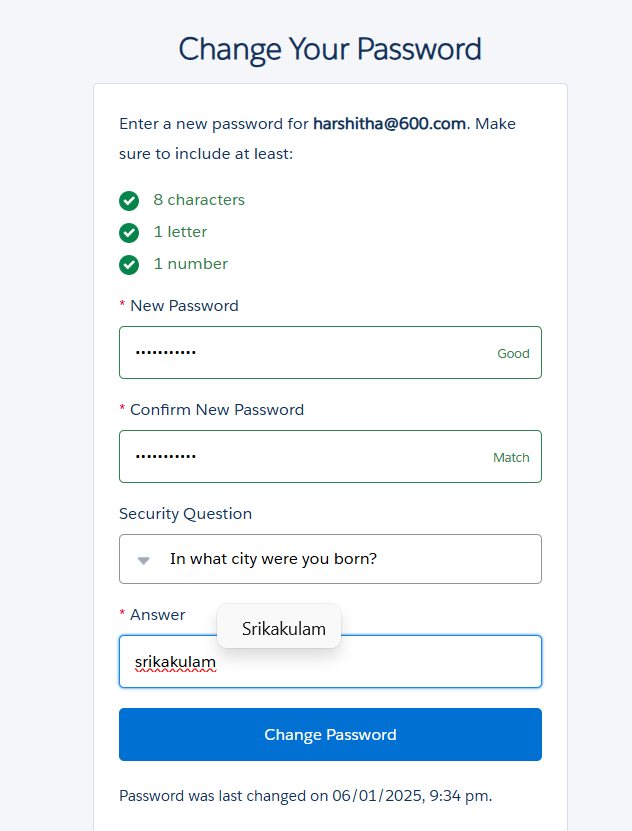 Change Your Password
Enter a new password for harshitha@600.com. Make
sure to include at least:
8 characters
1 letter
1 number
* New Password
••••••••••• Good
* Confirm New Password
••••••••••• Match
Security Question
In what city were you born?
* Answer
Srikakulam
srikakulam
Change Password
Password was last changed on 06/01/2025, 9:34 pm.